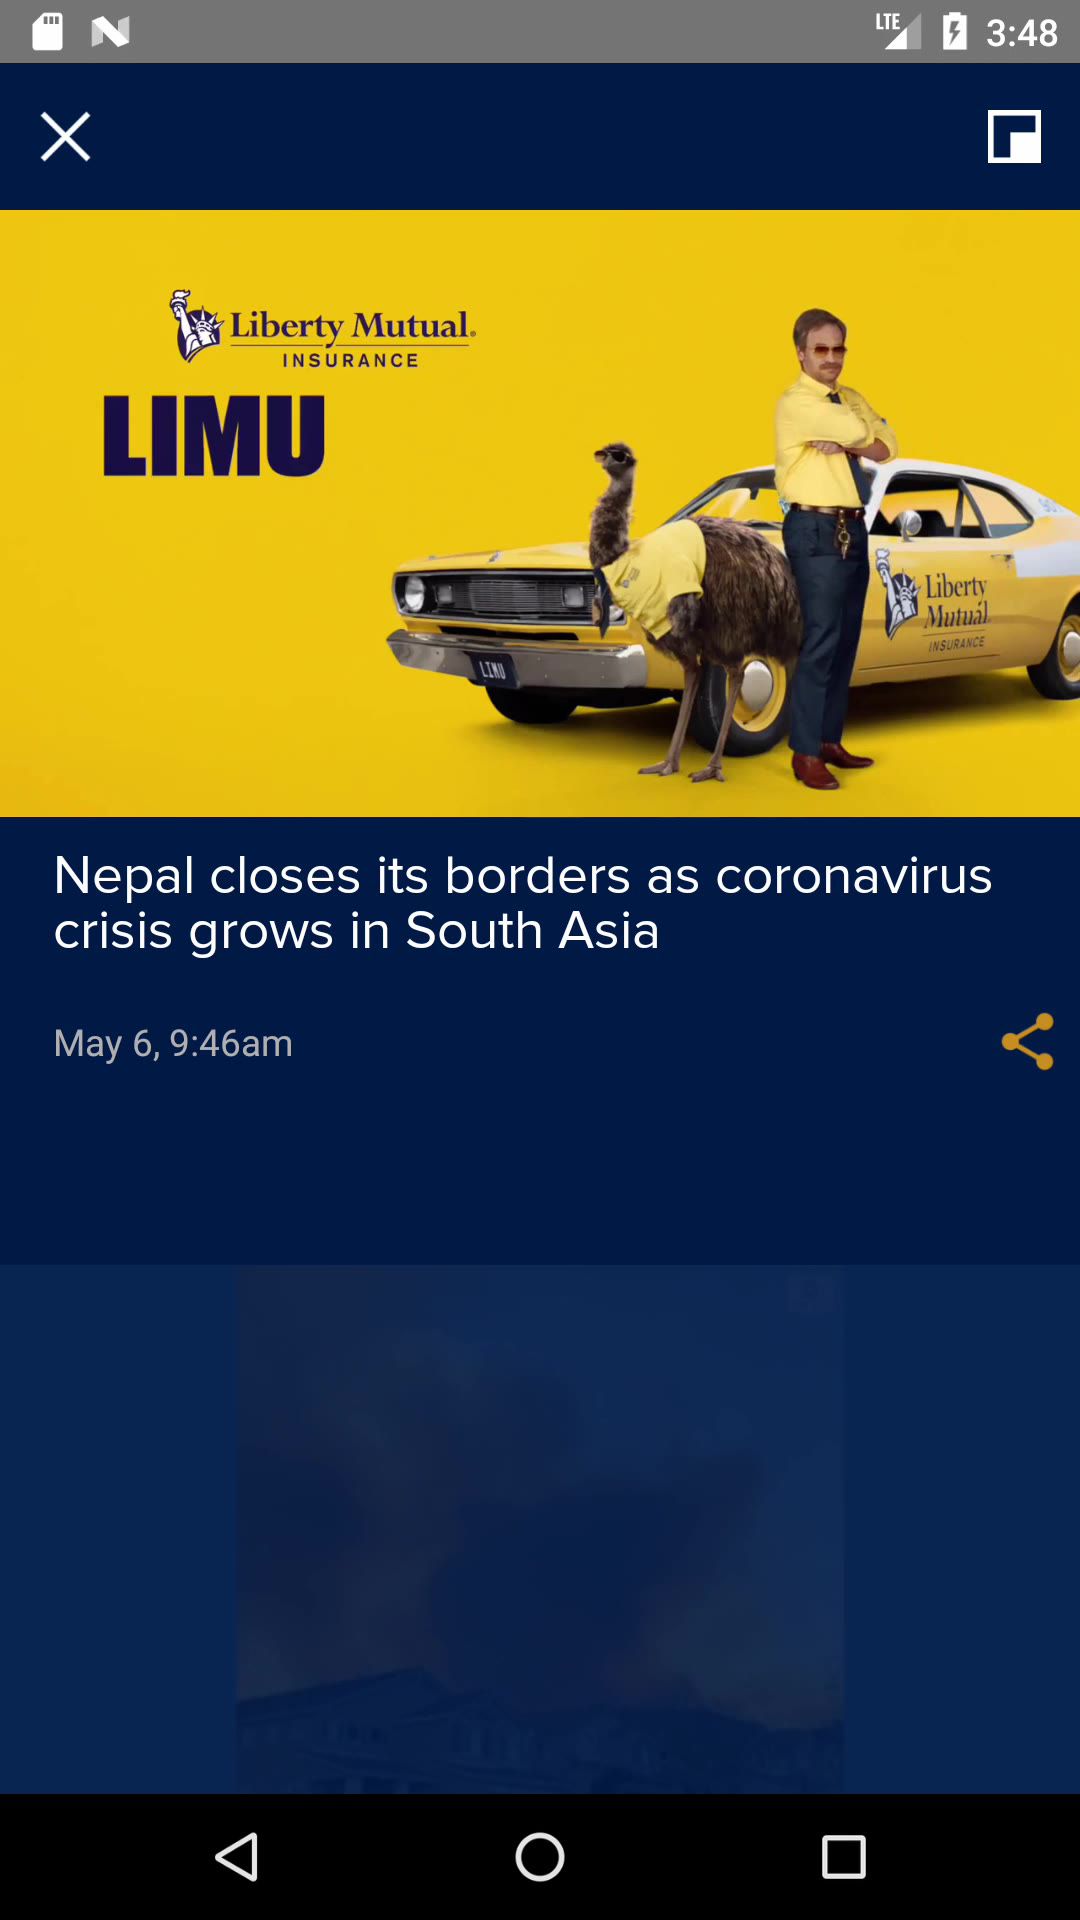 LTE 3:48
Liberty Mutual
INSURANCE
LIMU
Liberty
Mutual
INSURANCE
LIMU
Nepal closes its borders as coronavirus
crisis grows in South Asia
May 6, 9:46am